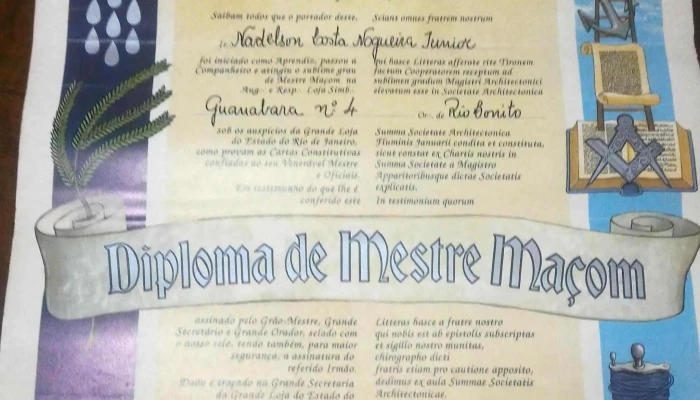 Saibam todos que o portador deste,
Sciant omnes fratrem nostrum
Ir. Nadelson Costa Nogueira Junior
foi iniciado como Aprendiz, passou a
Companheiro e atingiu o sublime grau
de Mestre Maçom na
Aug. e Resp. Loja Simb.
qui hasce Litteras afferate rite Tironem
factum Cooperatorem receptum ad
sublimen gradum Magistri Architectonici
elevatum esse in Societate Architectonica
Guanabara nº 4
Or. de Rio Bonito
sob os auspícios da Grande Loja
do Estado do Rio de Janeiro,
como provam as Cartas Constitutivas
confiadas ao seu Venerável Mestre
e Oficiais.
Em testemunho do que lhe é
conferido este
Summa Societate Architectonica
Fluminis Januarii condita et constituta,
sicut constat ex Chartis nostris in
Summa Societate a Magistro
Apparitoribusque dictae Societatis
explicatis.
In testimonium quorum
Diploma de Mestre Maçom
assinado pelo Grão-Mestre, Grande
Secretário e Grande Orador, selado com
o nosso selo, tendo também, para maior
segurança, a assinatura do
referido Irmão.
Dado e traçado na Grande Secretaria
da Grande Loja do Estado do
Litteras hasce a fratre nostro
qui nobis est ab epistolis subscriptas
et sigillo nostro munitas,
chirographo dicti
fratris etiam pro cautione apposito,
dedimus ex aula Summae Societatis
Architectonicae.